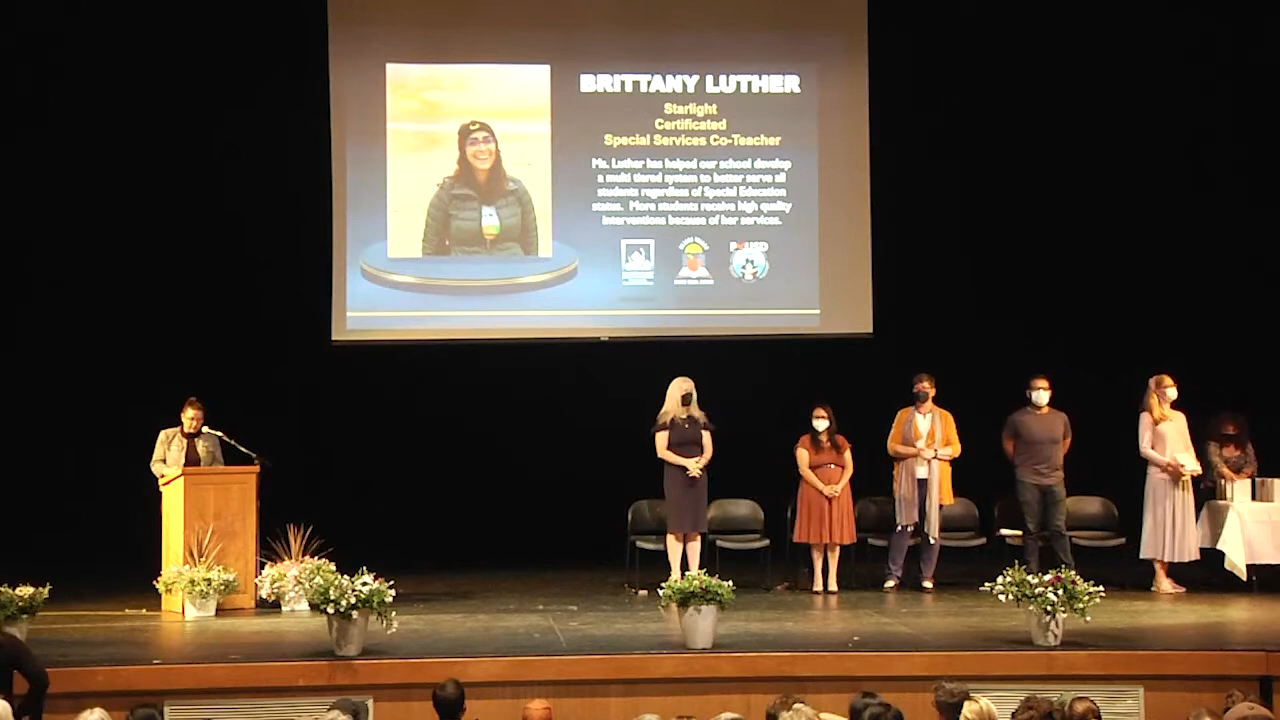 BRITTANY LUTHER
Starlight
Certificated
Special Services Co-Teacher
Ms. Luther has helped our school develop
a multi tiered system to better serve all
students regardless of Special Education
status. More students receive high quality
interventions because of her services.
PVUSD